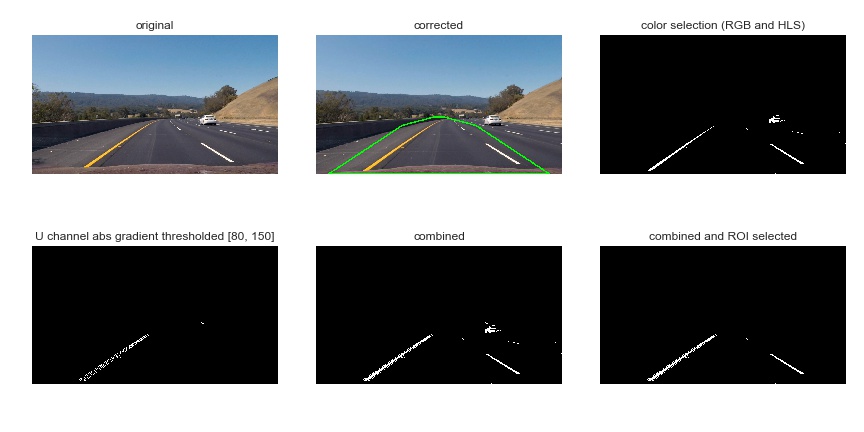 original
corrected
color selection (RGB and HLS)
U channel abs gradient thresholded [80, 150]
combined
combined and ROI selected